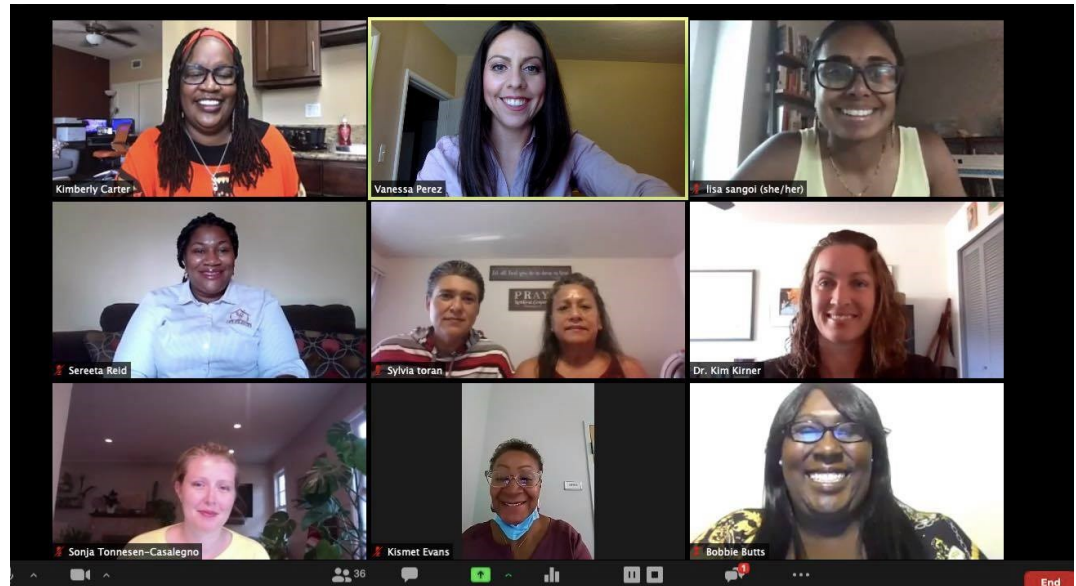 Kimberly Carter
Vanessa Perez
lisa sangoi (she/her)
Sereeta Reid
PRAY
Sylvia toran
Dr. Kim Kirner
Sonja Tonnesen-Casalegno
Kismet Evans
Bobbie Butts
36
1
End